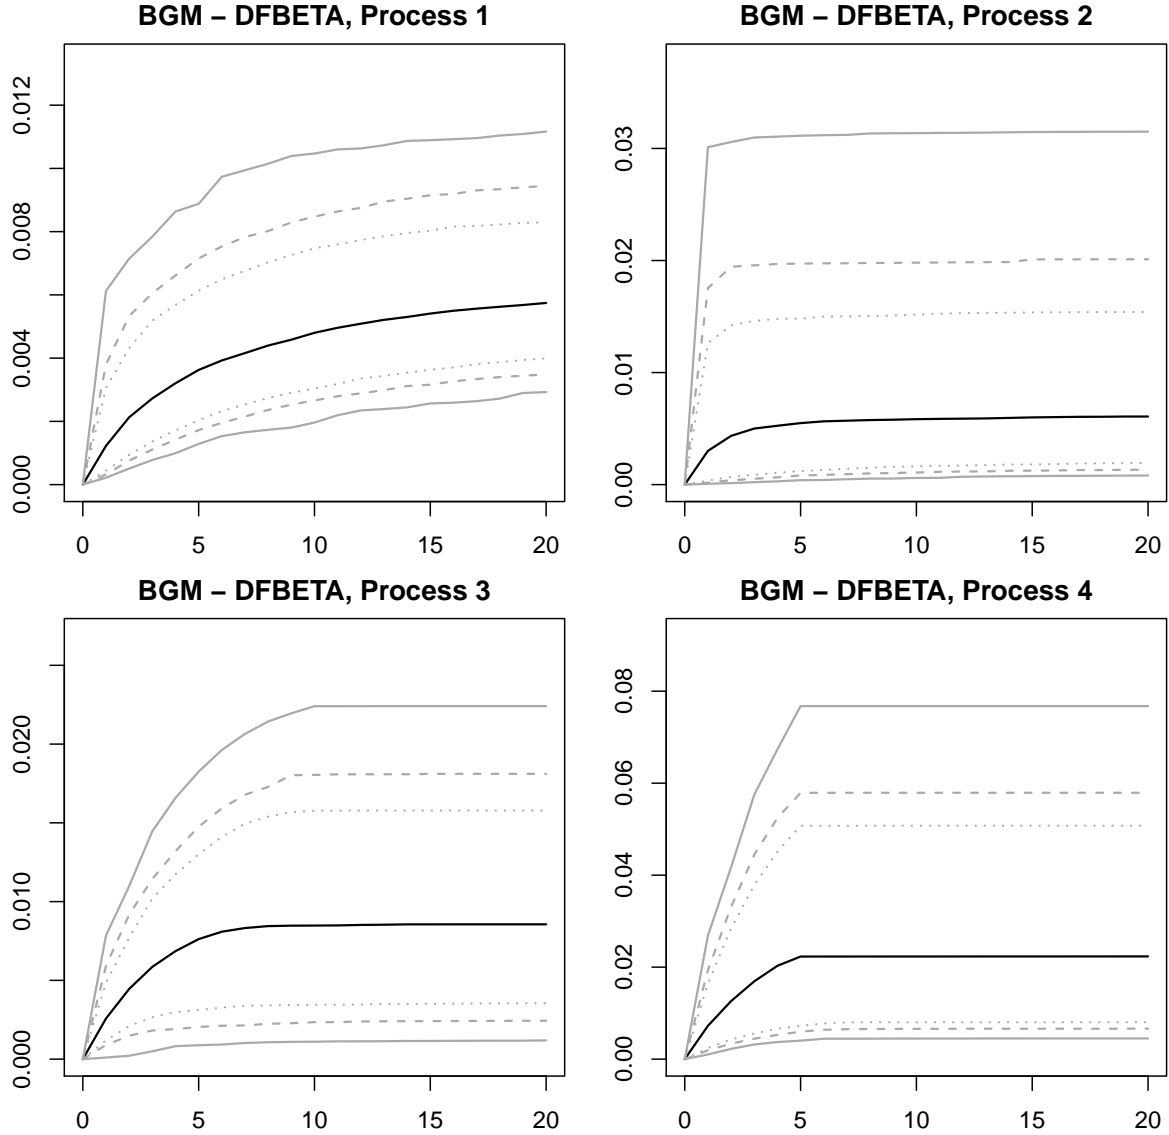 BGM – DFBETA, Process 1
0.000 0.004 0.008 0.012
0 5 10 15 20
BGM – DFBETA, Process 2
0.00 0.01 0.02 0.03
0 5 10 15 20
BGM – DFBETA, Process 3
0.000 0.010 0.020
0 5 10 15 20
BGM – DFBETA, Process 4
0.00 0.02 0.04 0.06 0.08
0 5 10 15 20